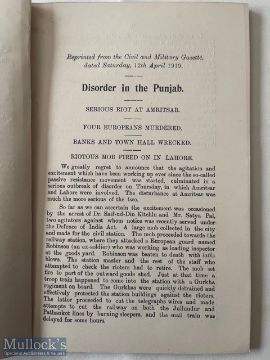 Reprinted from the Civil and Military Gazette,
dated Saturday, 12th April 1919.
Disorder in the Punjab.
SERIOUS RIOT AT AMRITSAR.
FOUR EUROPEANS MURDERED.
BANKS AND TOWN HALL WRECKED.
RIOTOUS MOB FIRED ON IN LAHORE.
We greatly regret to announce that the agitation and
excitement which have been working up ever since the so-called
passive resistance movement was started, culminated in a
serious outbreak of disorder on Thursday, in which Amritsar
and Lahore were involved. The disturbance at Amritsar was
much the more serious of the two.
So far as we can ascertain the excitement was occasioned
by the arrest of Dr. Saif-ud-Din Kitchlu and Mr. Satya Pal,
two agitators against whom notice was recently served under
the Defence of India Act. A large mob collected in the city
and made for the civil station. The mob proceeded towards the
railway station, where they attacked a European guard named
Robinson (an ex-soldier) who was working as loading inspector
at the goods yard. Robinson was beaten to death with
blows. The station master and the rest of the staff who
attempted to check the rioters had to retire. The mob set
fire to part of the outward goods shed. Just at that time a
troop train happened to come into the station with a Gurkha
regiment on board. The Gurkhas were quickly detrained and
effectively protected the station buildings against the rioters.
The latter proceeded to cut the telegraph wires and made
attempts to cut the railway on both the Jullundur and
Pathankot lines by burning sleepers, and the mail train was
delayed for some hours.
Mullock's